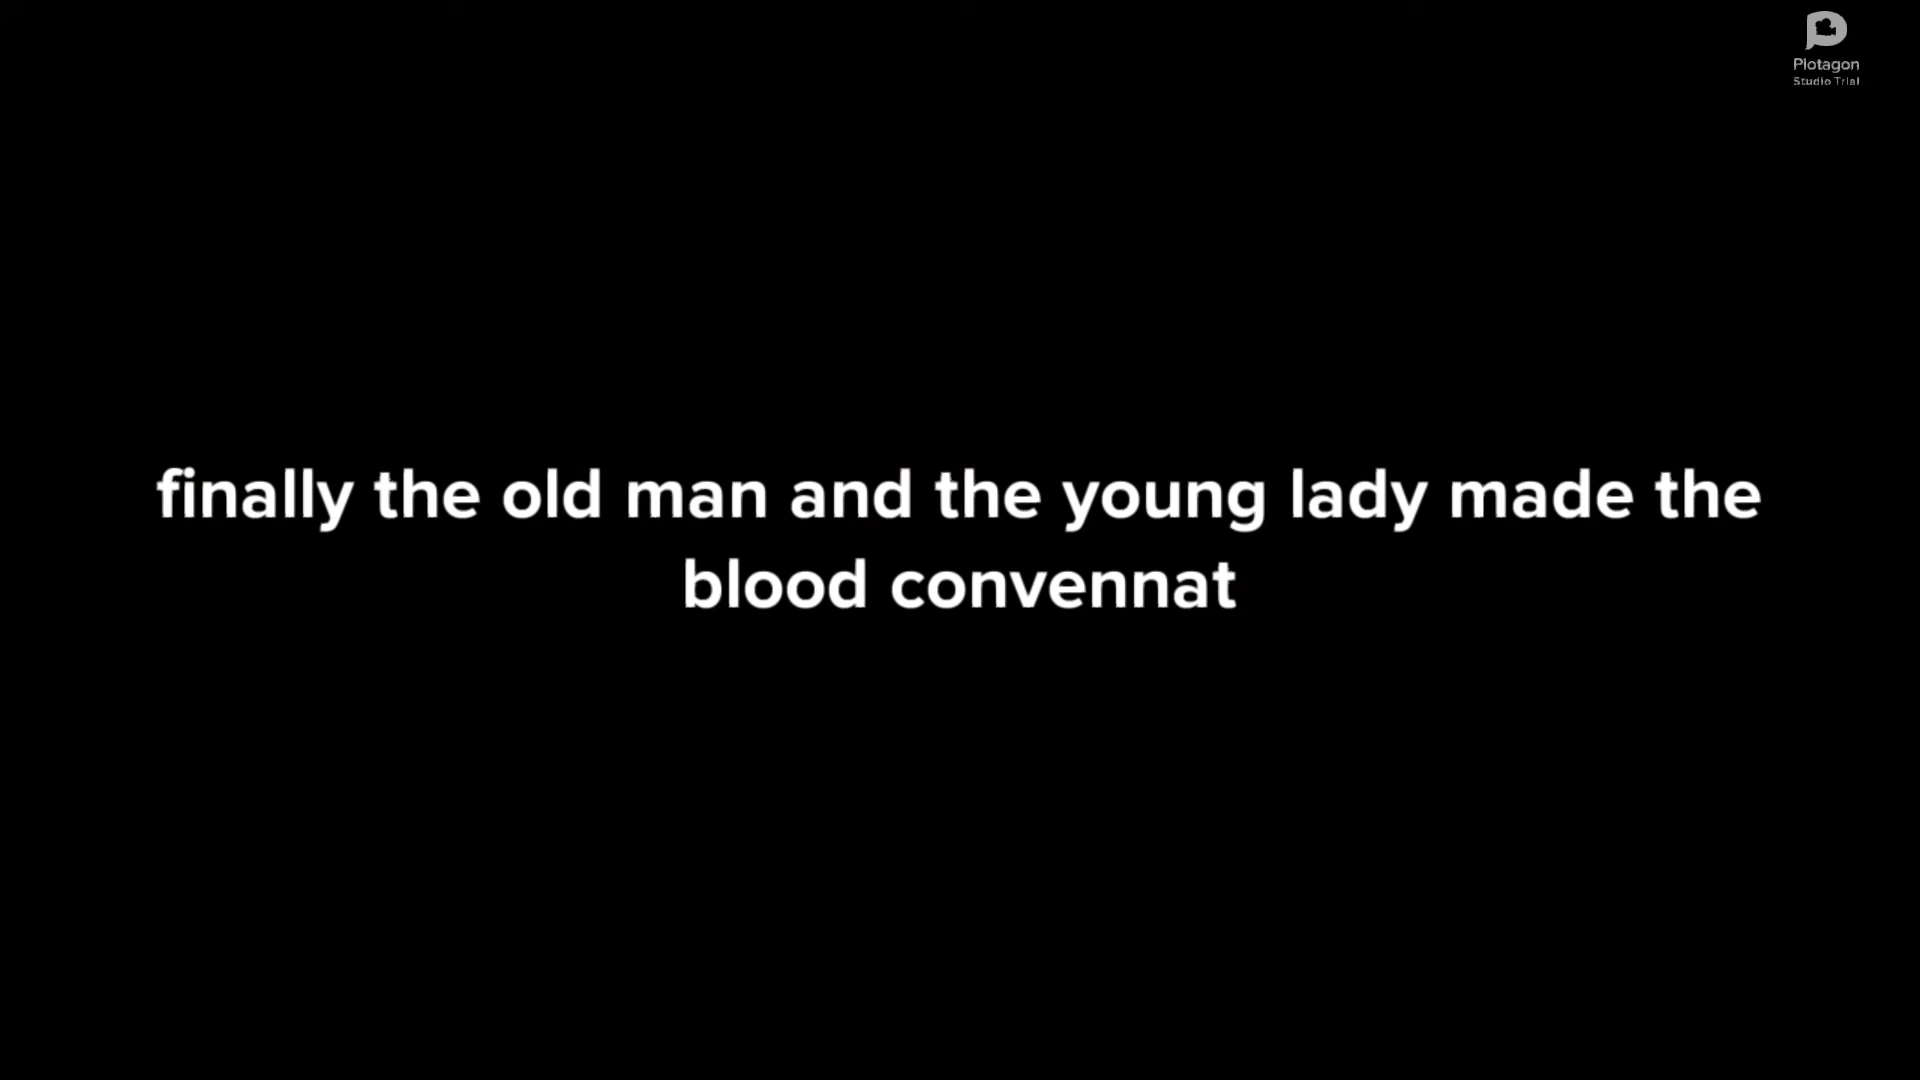 Plotagon
Studio Trial
finally the old man and the young lady made the
blood convennat